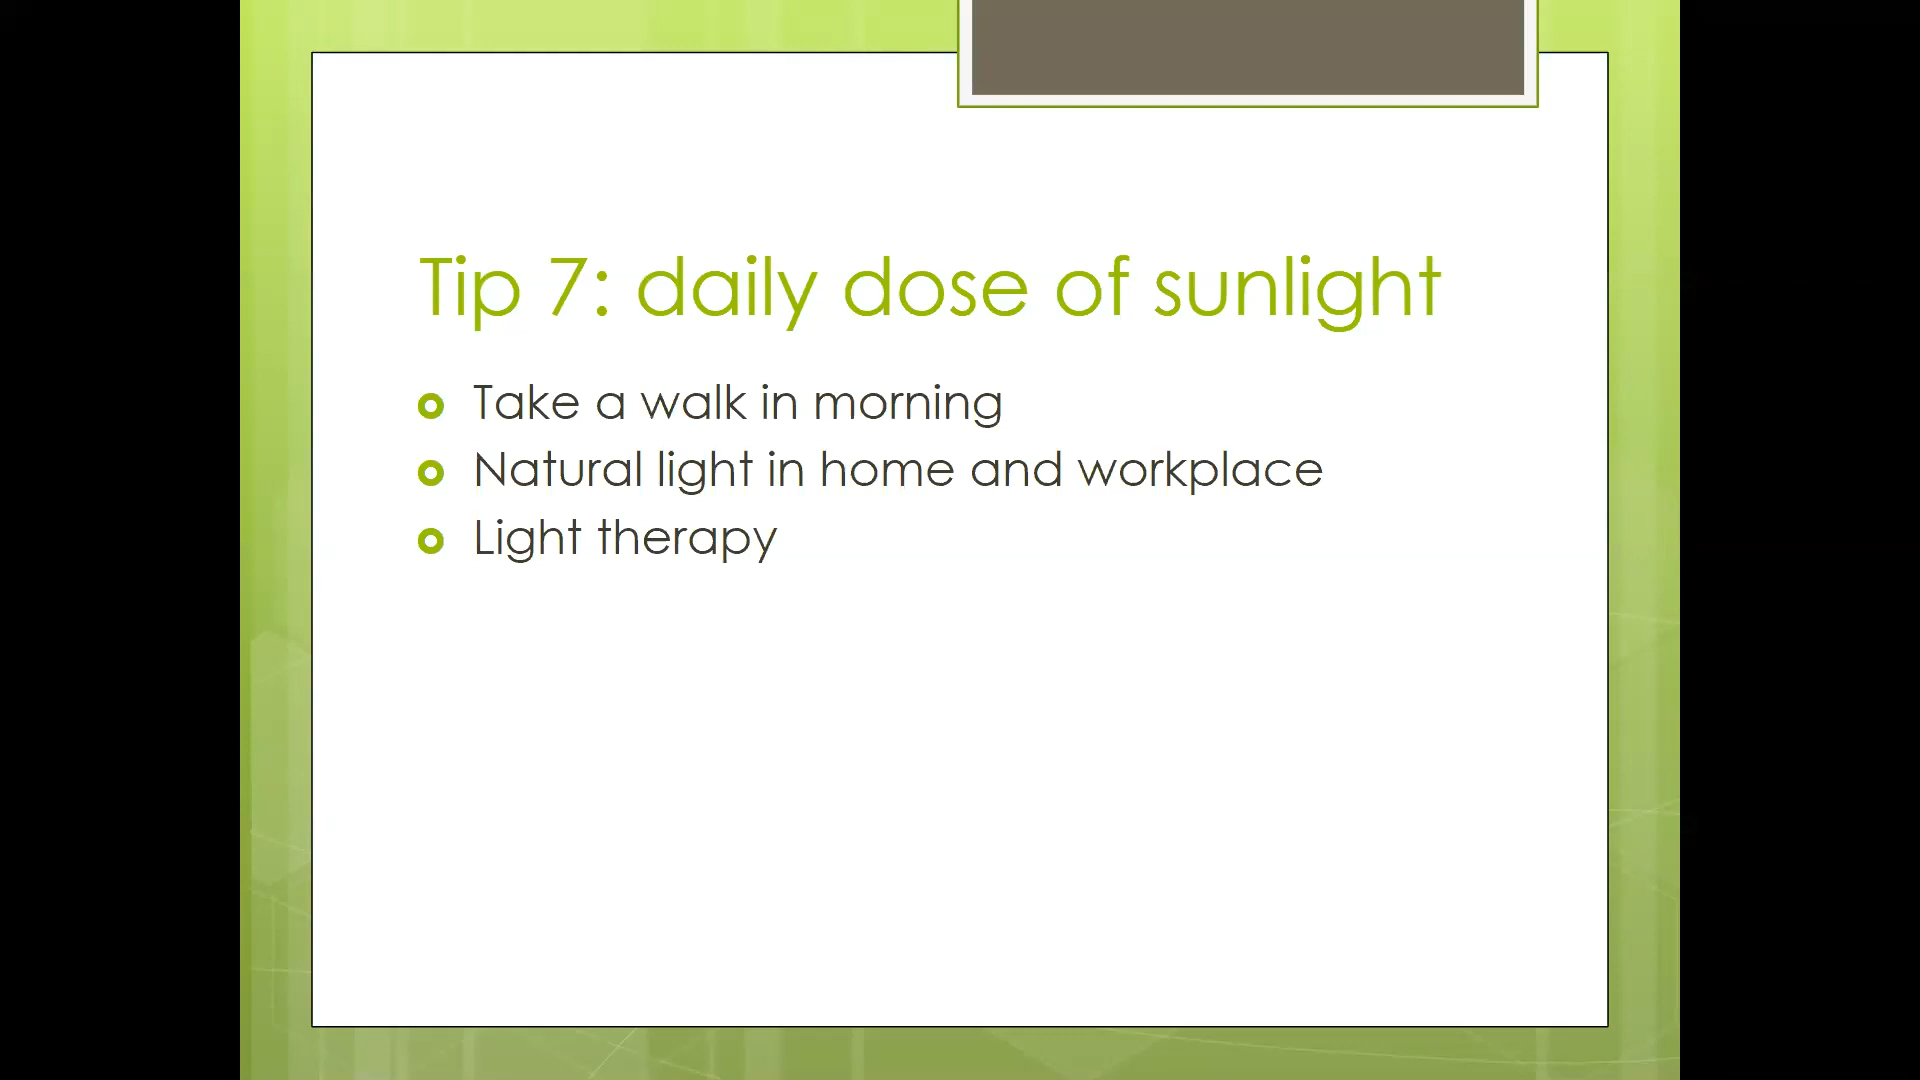 Tip 7: daily dose of sunlight
Take a walk in morning
Natural light in home and workplace
Light therapy